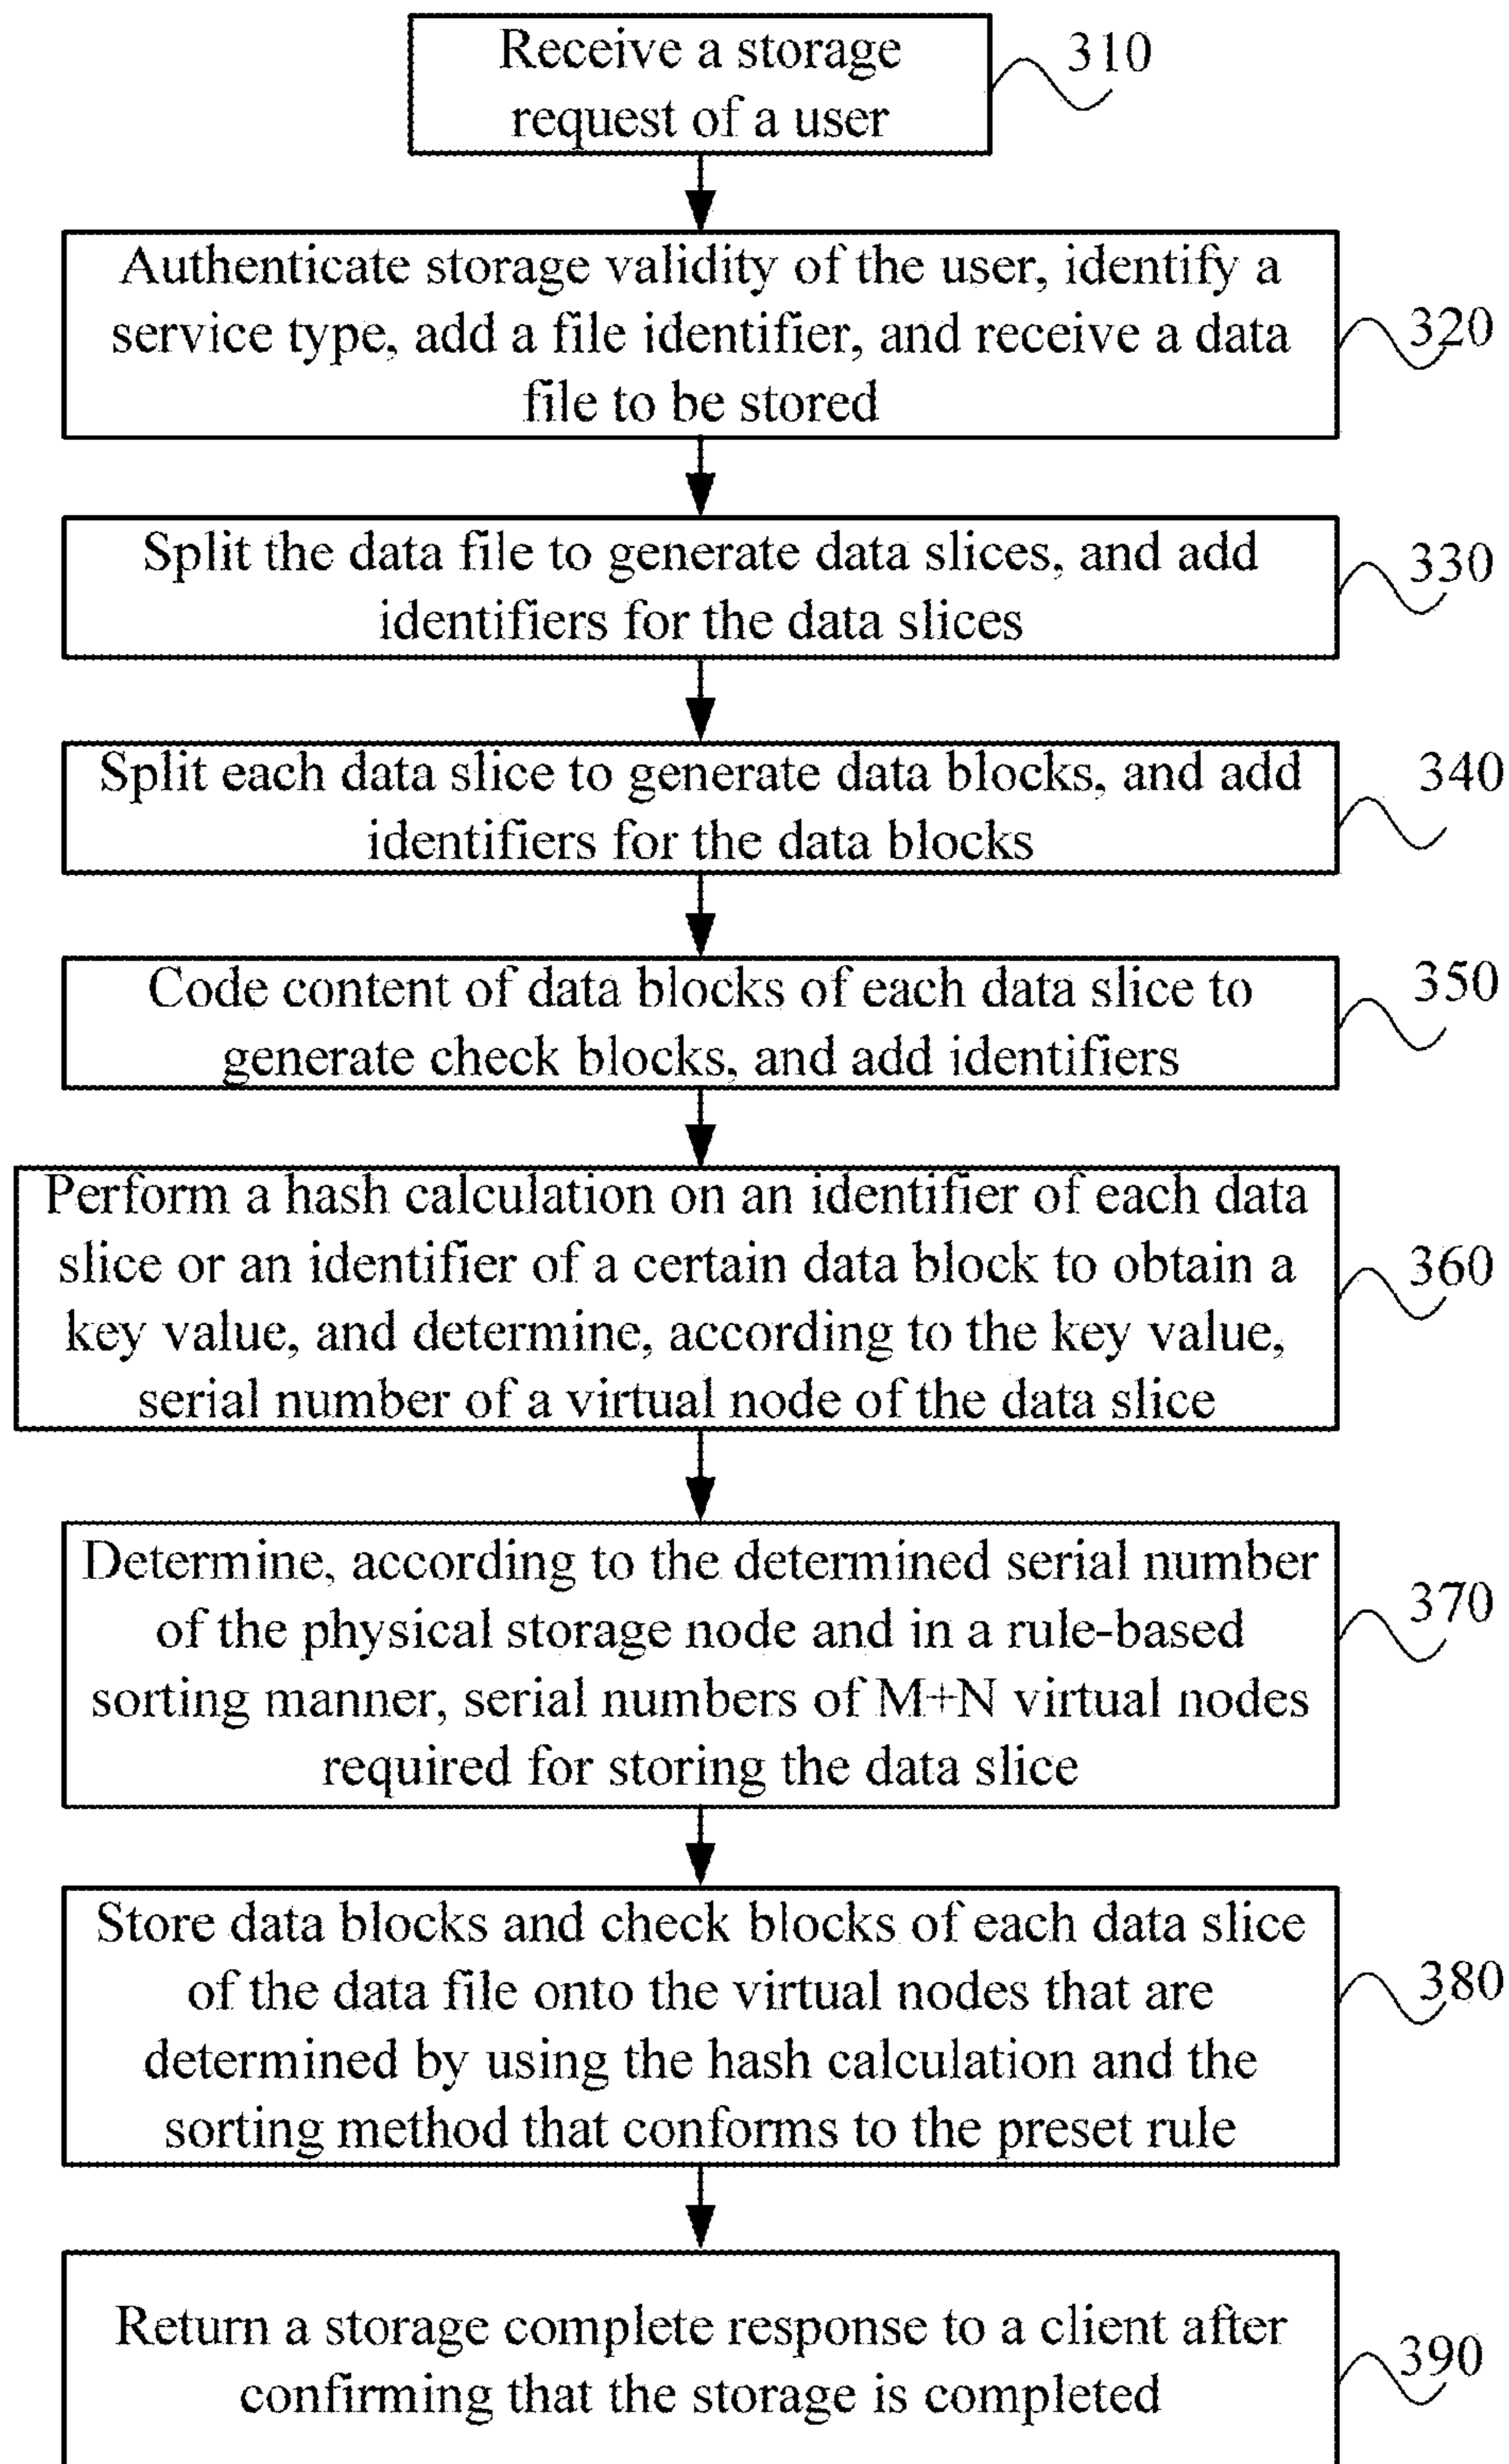 Receive a storage
request of a user
310
Authenticate storage validity of the user, identify a
service type, add a file identifier, and receive a data
file to be stored
320
Split the data file to generate data slices, and add
identifiers for the data slices
330
Split each data slice to generate data blocks, and add
identifiers for the data blocks
340
Code content of data blocks of each data slice to
generate check blocks, and add identifiers
350
Perform a hash calculation on an identifier of each data
slice or an identifier of a certain data block to obtain a
key value, and determine, according to the key value,
serial number of a virtual node of the data slice
360
Determine, according to the determined serial number
of the physical storage node and in a rule-based
sorting manner, serial numbers of M+N virtual nodes
required for storing the data slice
370
Store data blocks and check blocks of each data slice
of the data file onto the virtual nodes that are
determined by using the hash calculation and the
sorting method that conforms to the preset rule
380
Return a storage complete response to a client after
confirming that the storage is completed
390